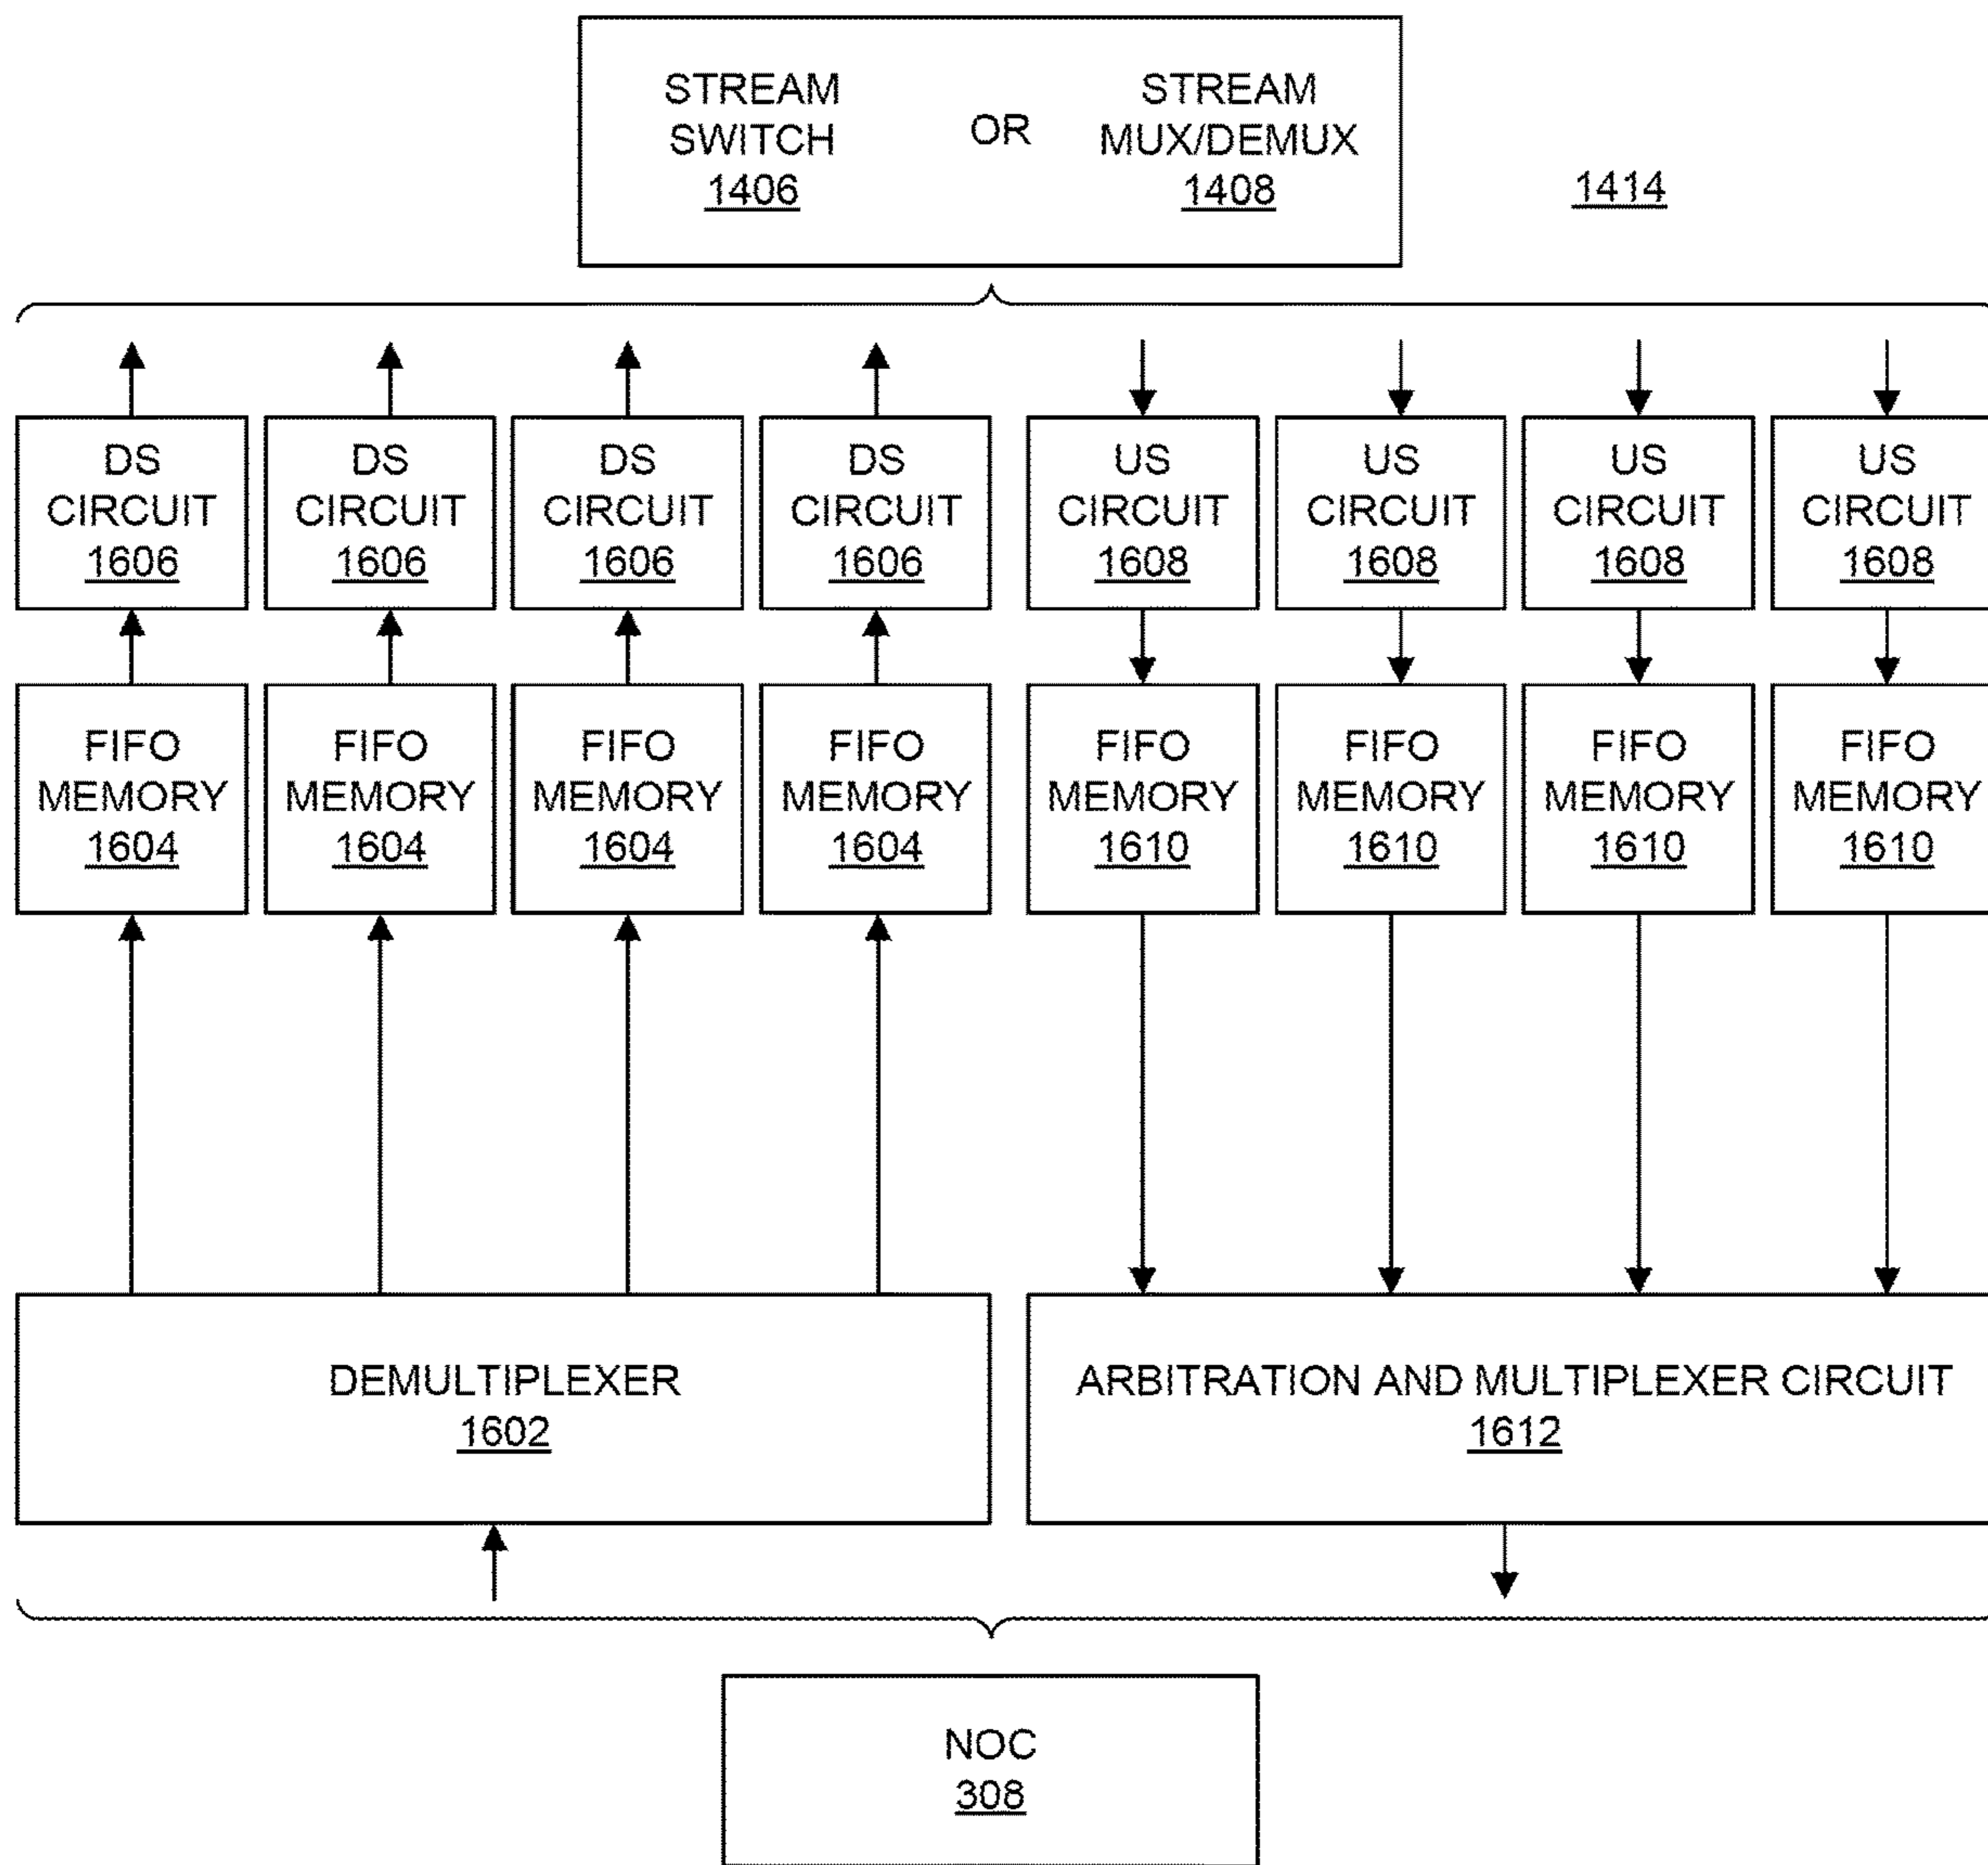 STREAM SWITCH 1406
OR
STREAM MUX/DEMUX 1408
1414
DS CIRCUIT 1606
DS CIRCUIT 1606
DS CIRCUIT 1606
DS CIRCUIT 1606
US CIRCUIT 1608
US CIRCUIT 1608
US CIRCUIT 1608
US CIRCUIT 1608
FIFO MEMORY 1604
FIFO MEMORY 1604
FIFO MEMORY 1604
FIFO MEMORY 1604
FIFO MEMORY 1610
FIFO MEMORY 1610
FIFO MEMORY 1610
FIFO MEMORY 1610
DEMULTIPLEXER
1602
ARBITRATION AND MULTIPLEXER CIRCUIT
1612
NOC
308